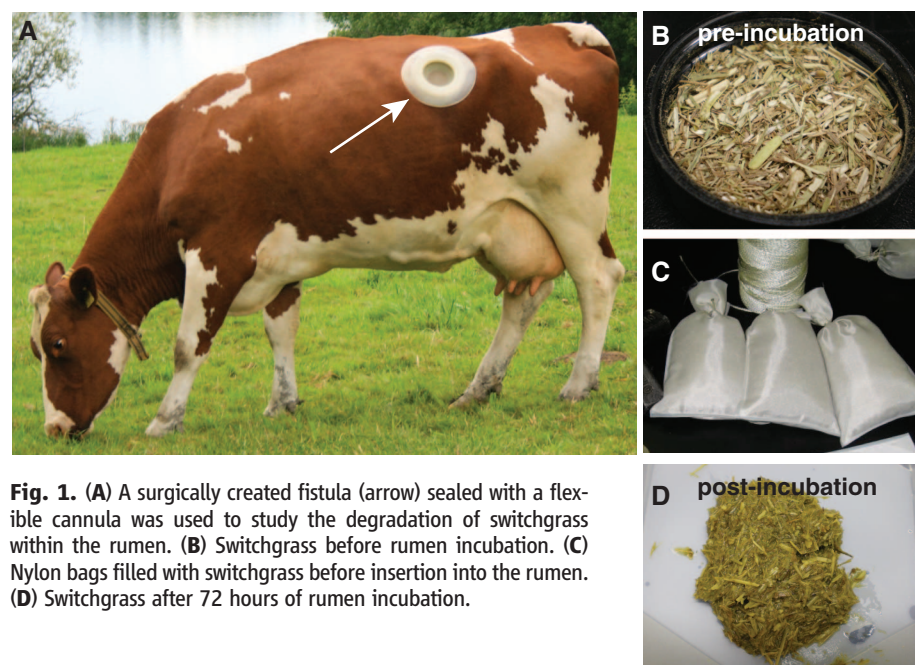 A
B pre-incubation
C
D post-incubation
Fig. 1. (A) A surgically created fistula (arrow) sealed with a flex-
ible cannula was used to study the degradation of switchgrass
within the rumen. (B) Switchgrass before rumen incubation. (C)
Nylon bags filled with switchgrass before insertion into the rumen.
(D) Switchgrass after 72 hours of rumen incubation.